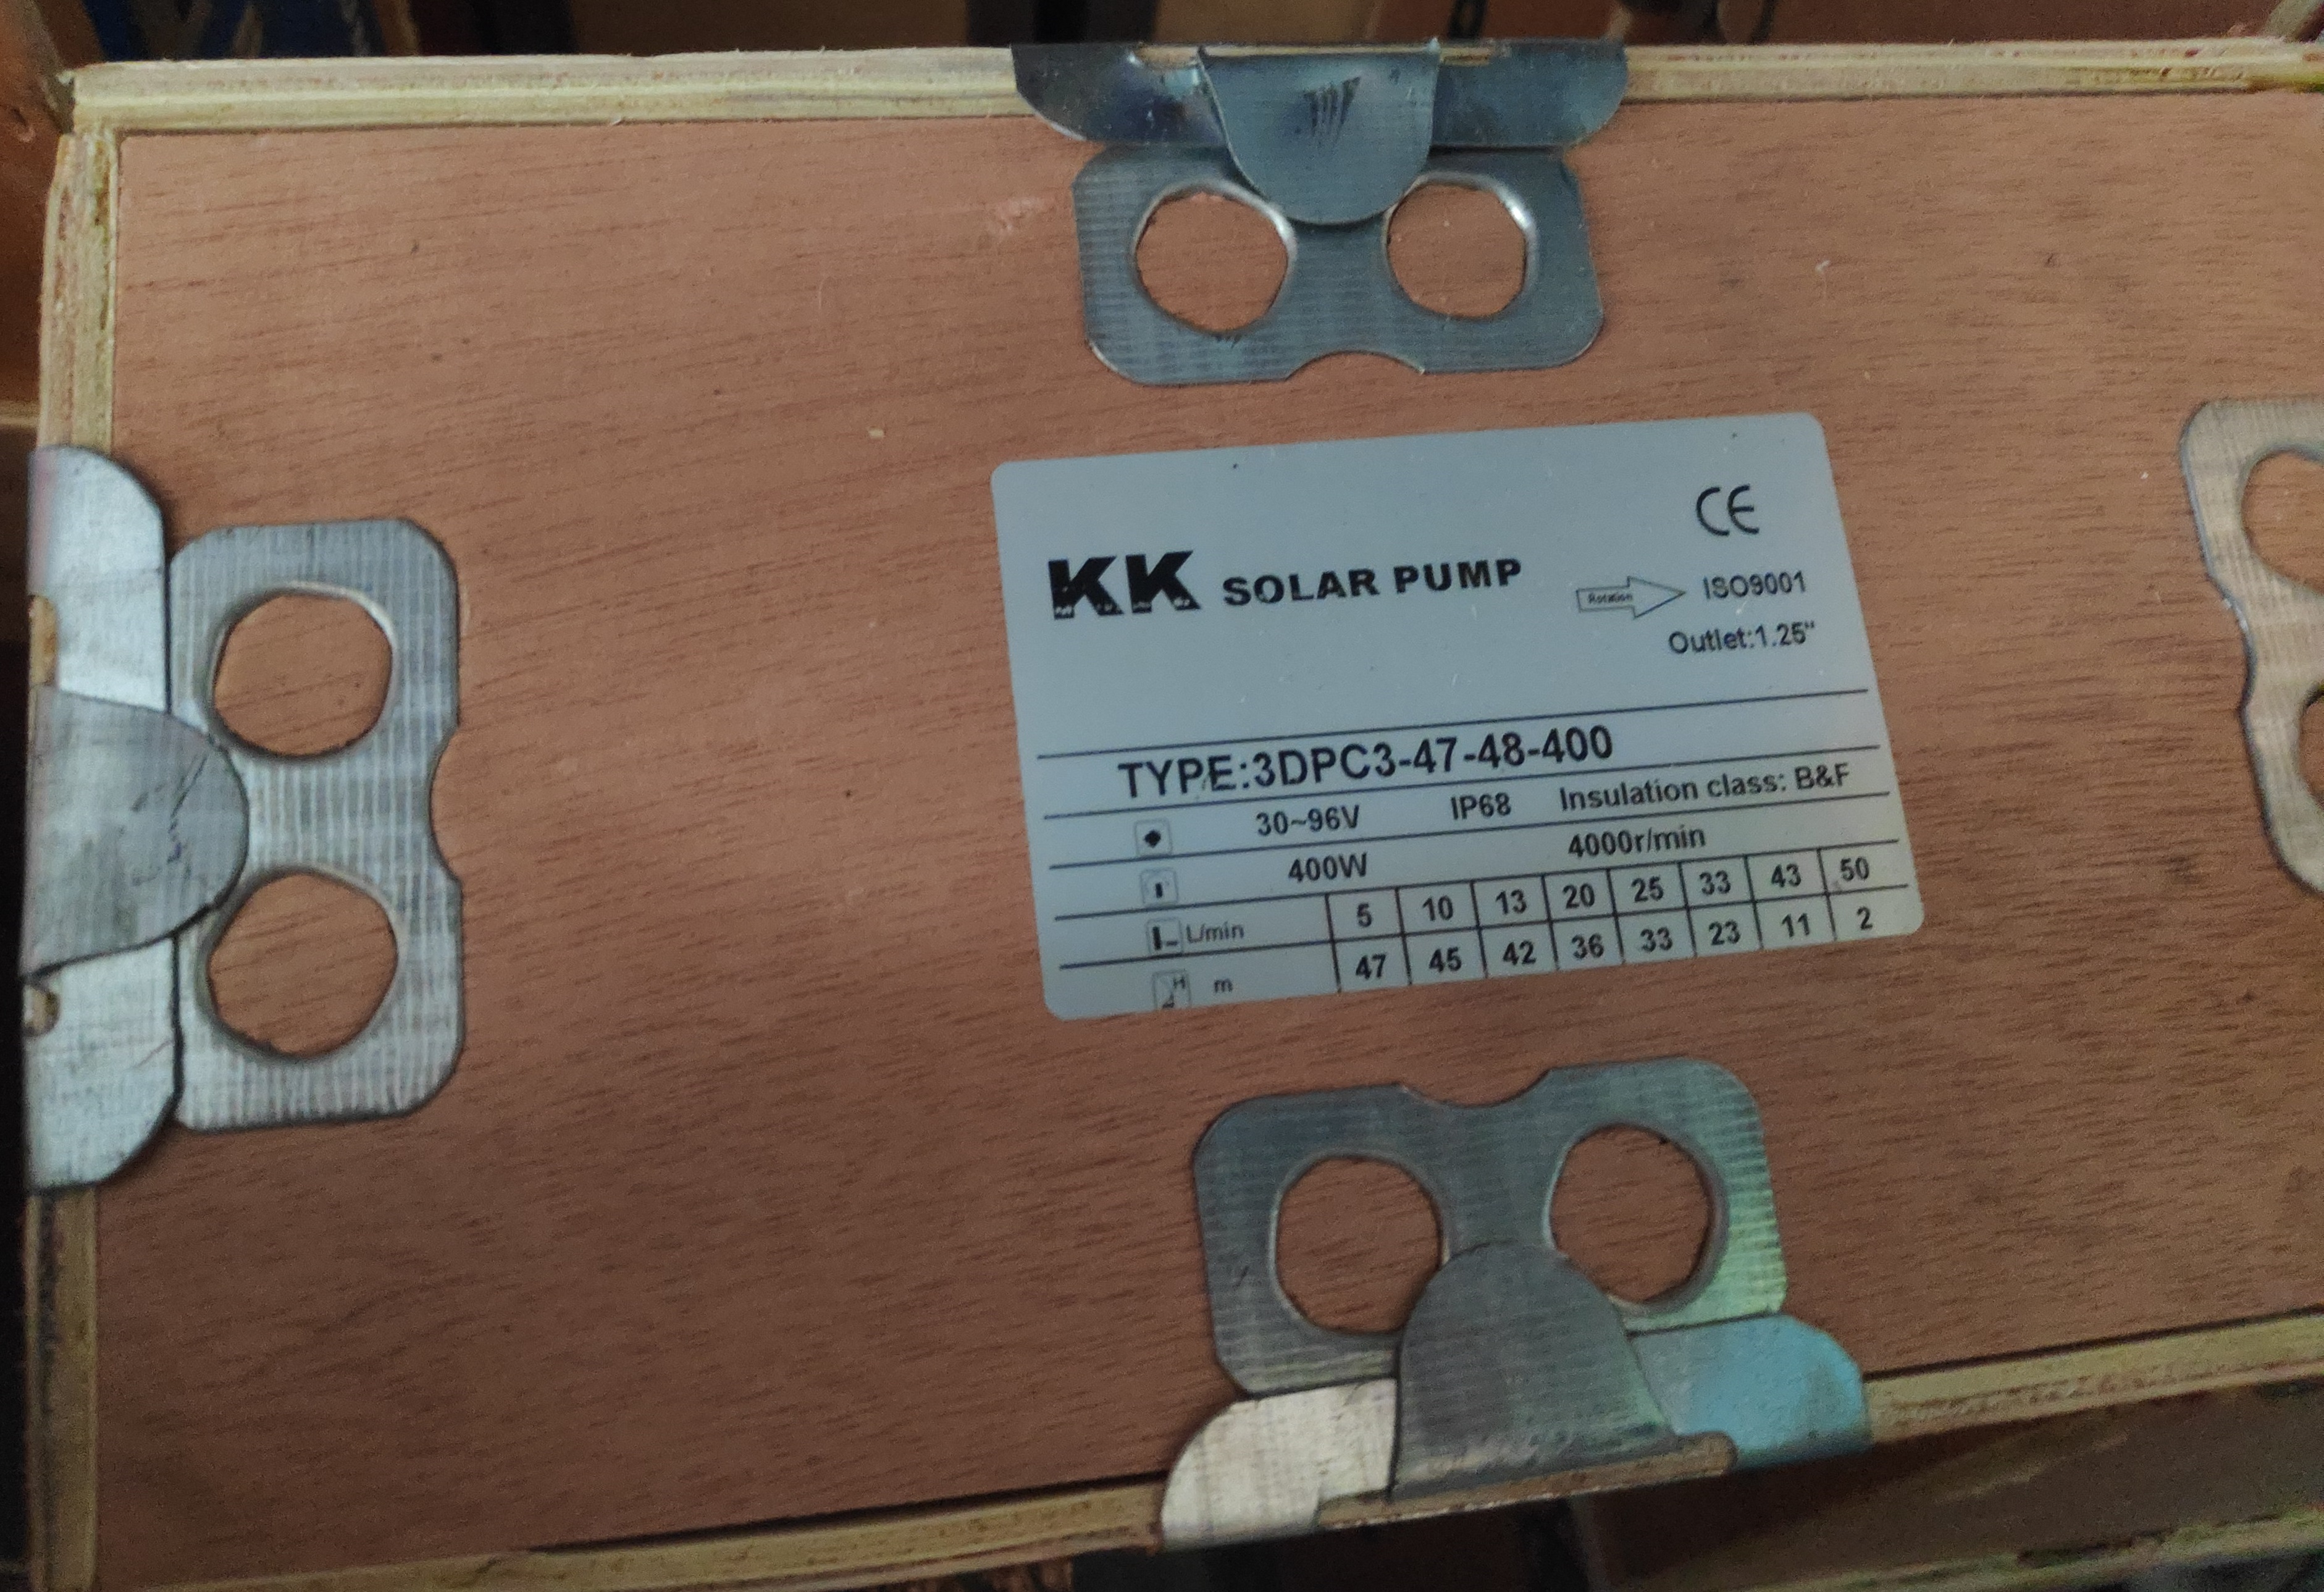 CE
KK SOLAR PUMP
Rotation
ISO9001
Outlet:1.25"
TYPE:3DPC3-47-48-400
30~96V IP68 Insulation class: B&F
400W 4000r/min
L/min 5 10 13 20 25 33 43 50
H m 47 45 42 36 33 23 11 2